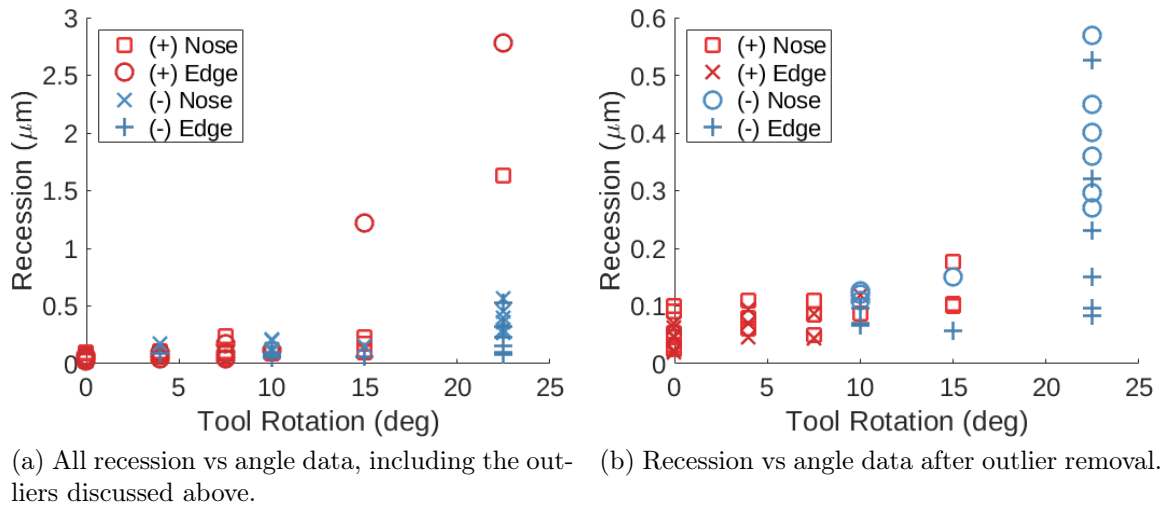 3
2.5
2
1.5
1
0.5
0
0
5
10
15
20
25
Recession (μm)
Tool Rotation (deg)
(+) Nose
(+) Edge
(-) Nose
(-) Edge
0.6
0.5
0.4
0.3
0.2
0.1
0
0
5
10
15
20
25
Recession (μm)
Tool Rotation (deg)
(+) Nose
(+) Edge
(-) Nose
(-) Edge
(a) All recession vs angle data, including the out-
liers discussed above.
(b) Recession vs angle data after outlier removal.